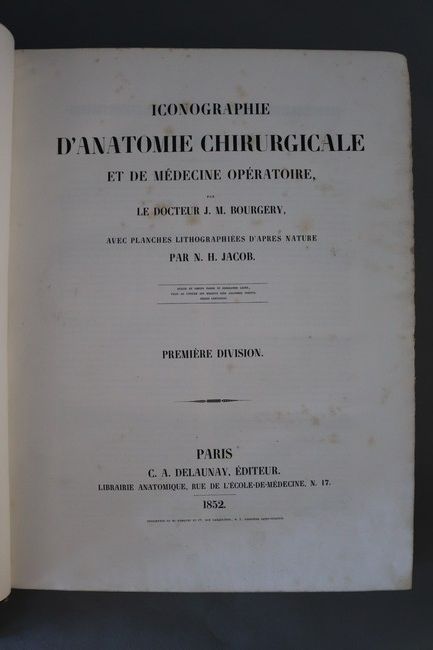 ICONOGRAPHIE
D'ANATOMIE CHIRURGICALE
ET DE MÉDECINE OPÉRATOIRE,
PAR
LE DOCTEUR J. M. BOURGERY,
AVEC PLANCHES LITHOGRAPHIÉES D'APRÈS NATURE
PAR N. H. JACOB.
PREMIÈRE DIVISION.
PARIS
C. A. DELAUNAY, ÉDITEUR.
LIBRAIRIE ANATOMIQUE, RUE DE L'ÉCOLE-DE-MÉDECINE, N. 17.
1852.